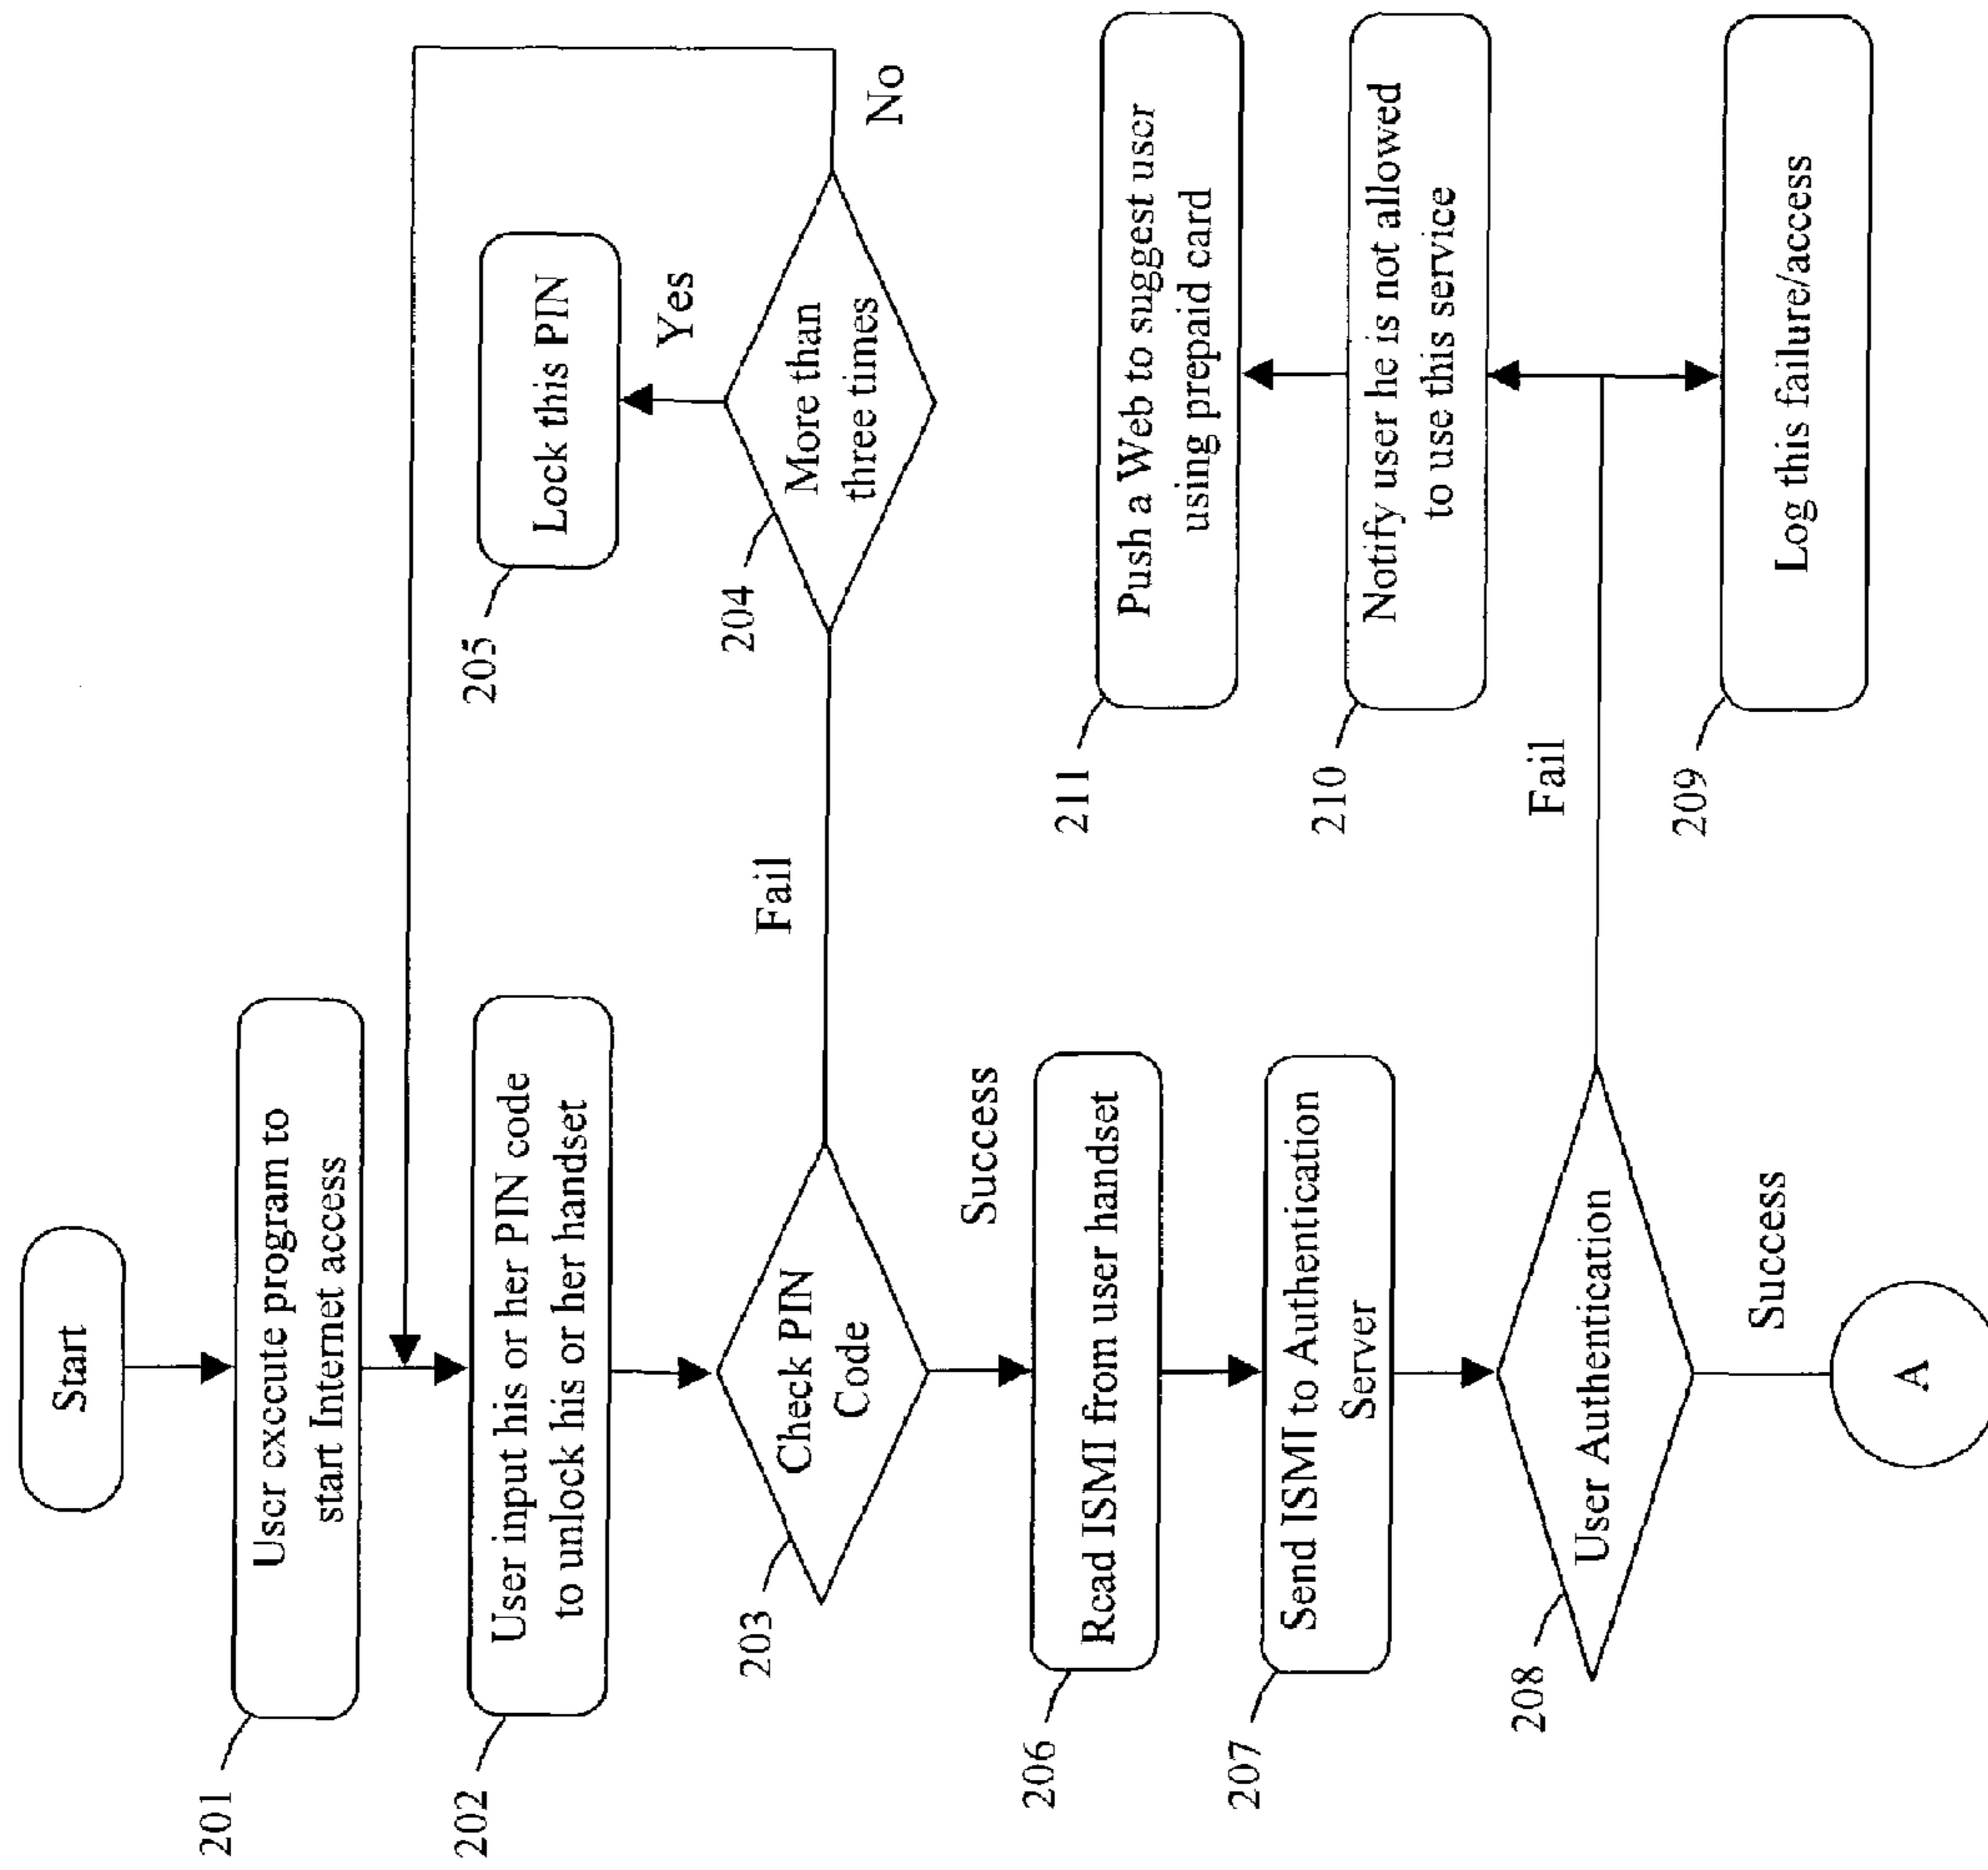 Start
201
User execute program to
start Internet access
202
User input his or her PIN code
to unlock his or her handset
203
Check PIN
Code
Fail
204
More than
three times
No
Yes
205
Lock this PIN
Success
206
Read ISMI from user handset
207
Send ISMI to Authentication
Server
208
User Authentication
Fail
211
Push a Web to suggest user
using prepaid card
210
Notify user he is not allowed
to use this service
209
Log this failure/access
Success
A